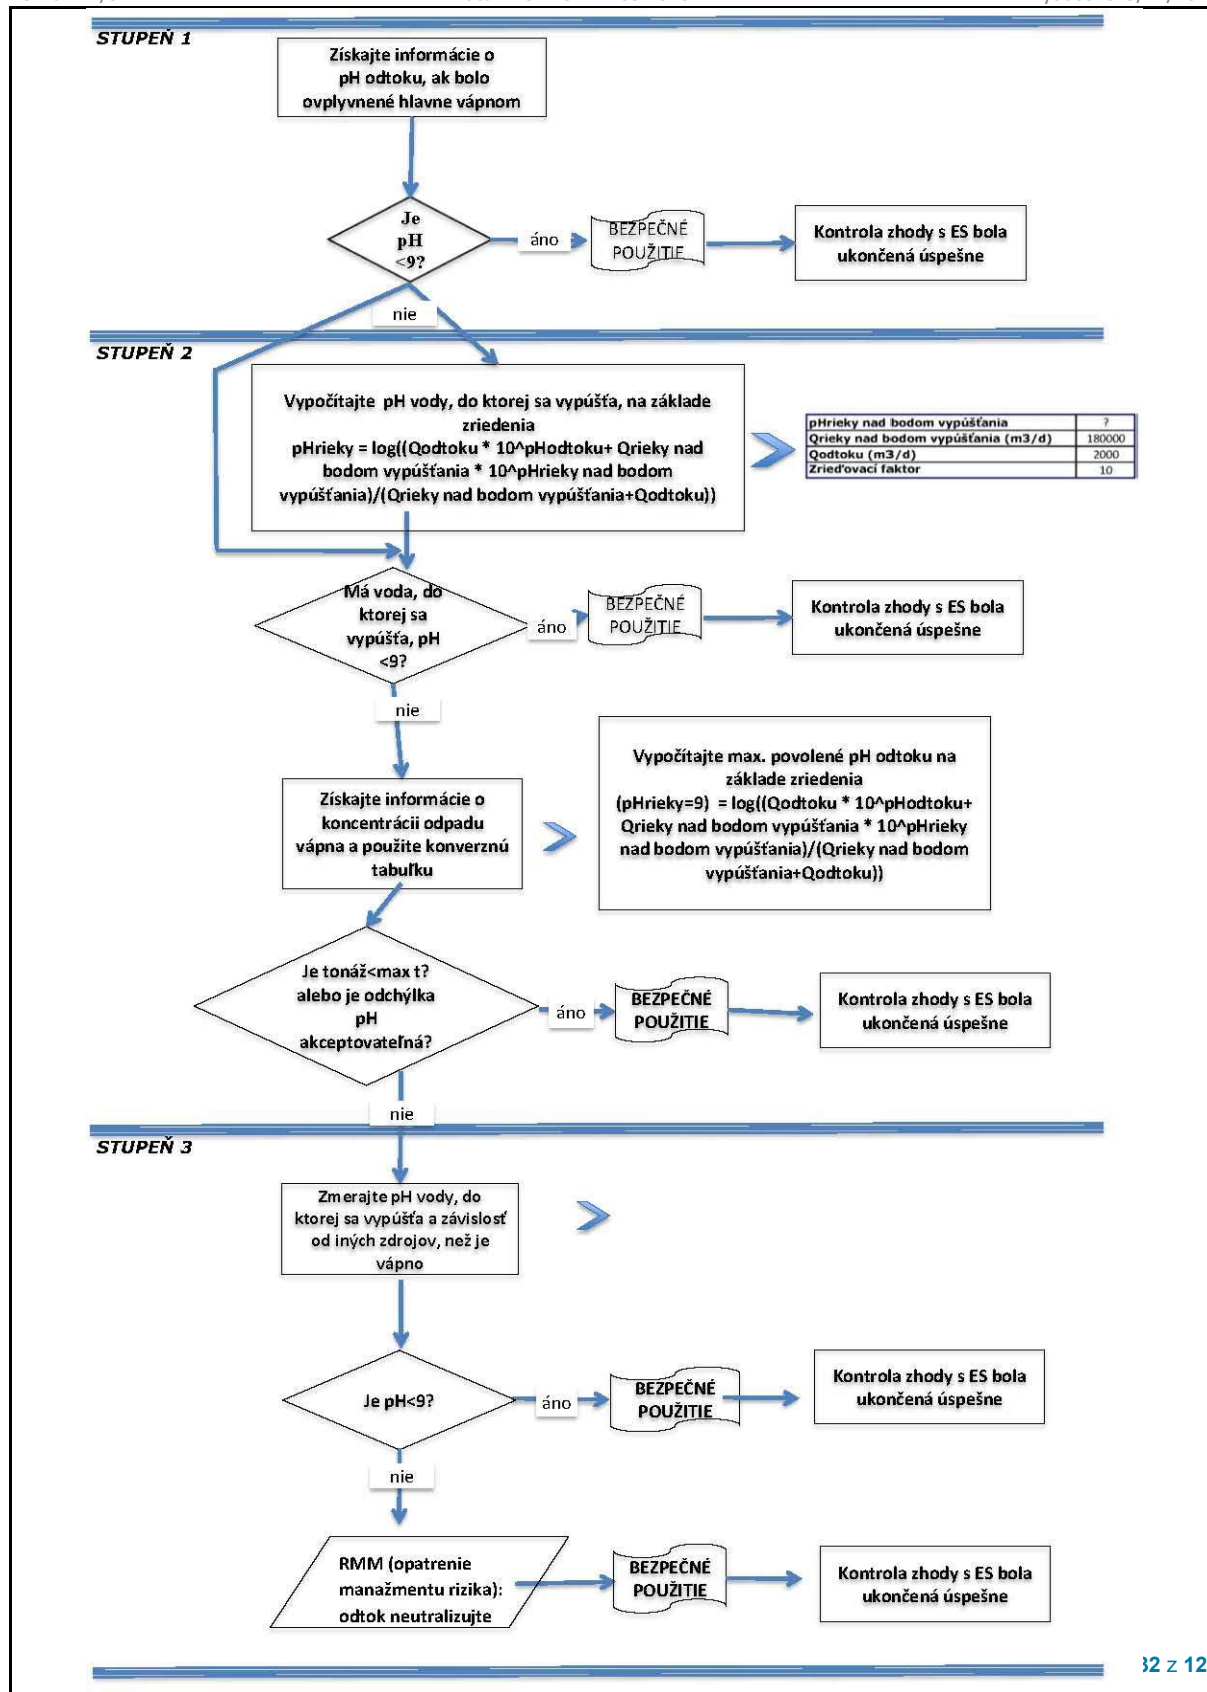 STUPEŇ 1
Získajte informácie o
pH odtoku, ak bolo
ovplyvnené hlavne vápnom
Je
pH
<9?
áno
BEZPEČNÉ
POUŽITIE
Kontrola zhody s ES bola
ukončená úspešne
nie
STUPEŇ 2
Vypočítajte pH vody, do ktorej sa vypúšťa, na základe
zriedenia
pHrieky = log((Qodtoku * 10^pHodtoku+ Qrieky nad
bodom vypúšťania * 10^pHrieky nad bodom
vypúšťania)/(Qrieky nad bodom vypúšťania+Qodtoku))
pHrieky nad bodom vypúšťania ?
Qrieky nad bodom vypúšťania (m3/d) 180000
Qodtoku (m3/d) 2000
Zrieďovací faktor 10
Má voda, do
ktorej sa
vypúšťa, pH
<9?
áno
BEZPEČNÉ
POUŽITIE
Kontrola zhody s ES bola
ukončená úspešne
nie
Získajte informácie o
koncentrácii odpadu
vápna a použite konverznú
tabuľku
Vypočítajte max. povolené pH odtoku na
základe zriedenia
(pHrieky=9) = log((Qodtoku * 10^pHodtoku+
Qrieky nad bodom vypúšťania * 10^pHrieky
nad bodom vypúšťania)/(Qrieky nad bodom
vypúšťania+Qodtoku))
Je tonáž<max t?
alebo je odchýlka
pH
akceptovateľná?
áno
BEZPEČNÉ
POUŽITIE
Kontrola zhody s ES bola
ukončená úspešne
nie
STUPEŇ 3
Zmerajte pH vody, do
ktorej sa vypúšťa a závislosť
od iných zdrojov, než je
vápno
Je pH<9?
áno
BEZPEČNÉ
POUŽITIE
Kontrola zhody s ES bola
ukončená úspešne
nie
RMM (opatrenie
manažmentu rizika):
odtok neutralizujte
BEZPEČNÉ
POUŽITIE
Kontrola zhody s ES bola
ukončená úspešne
32 z 12